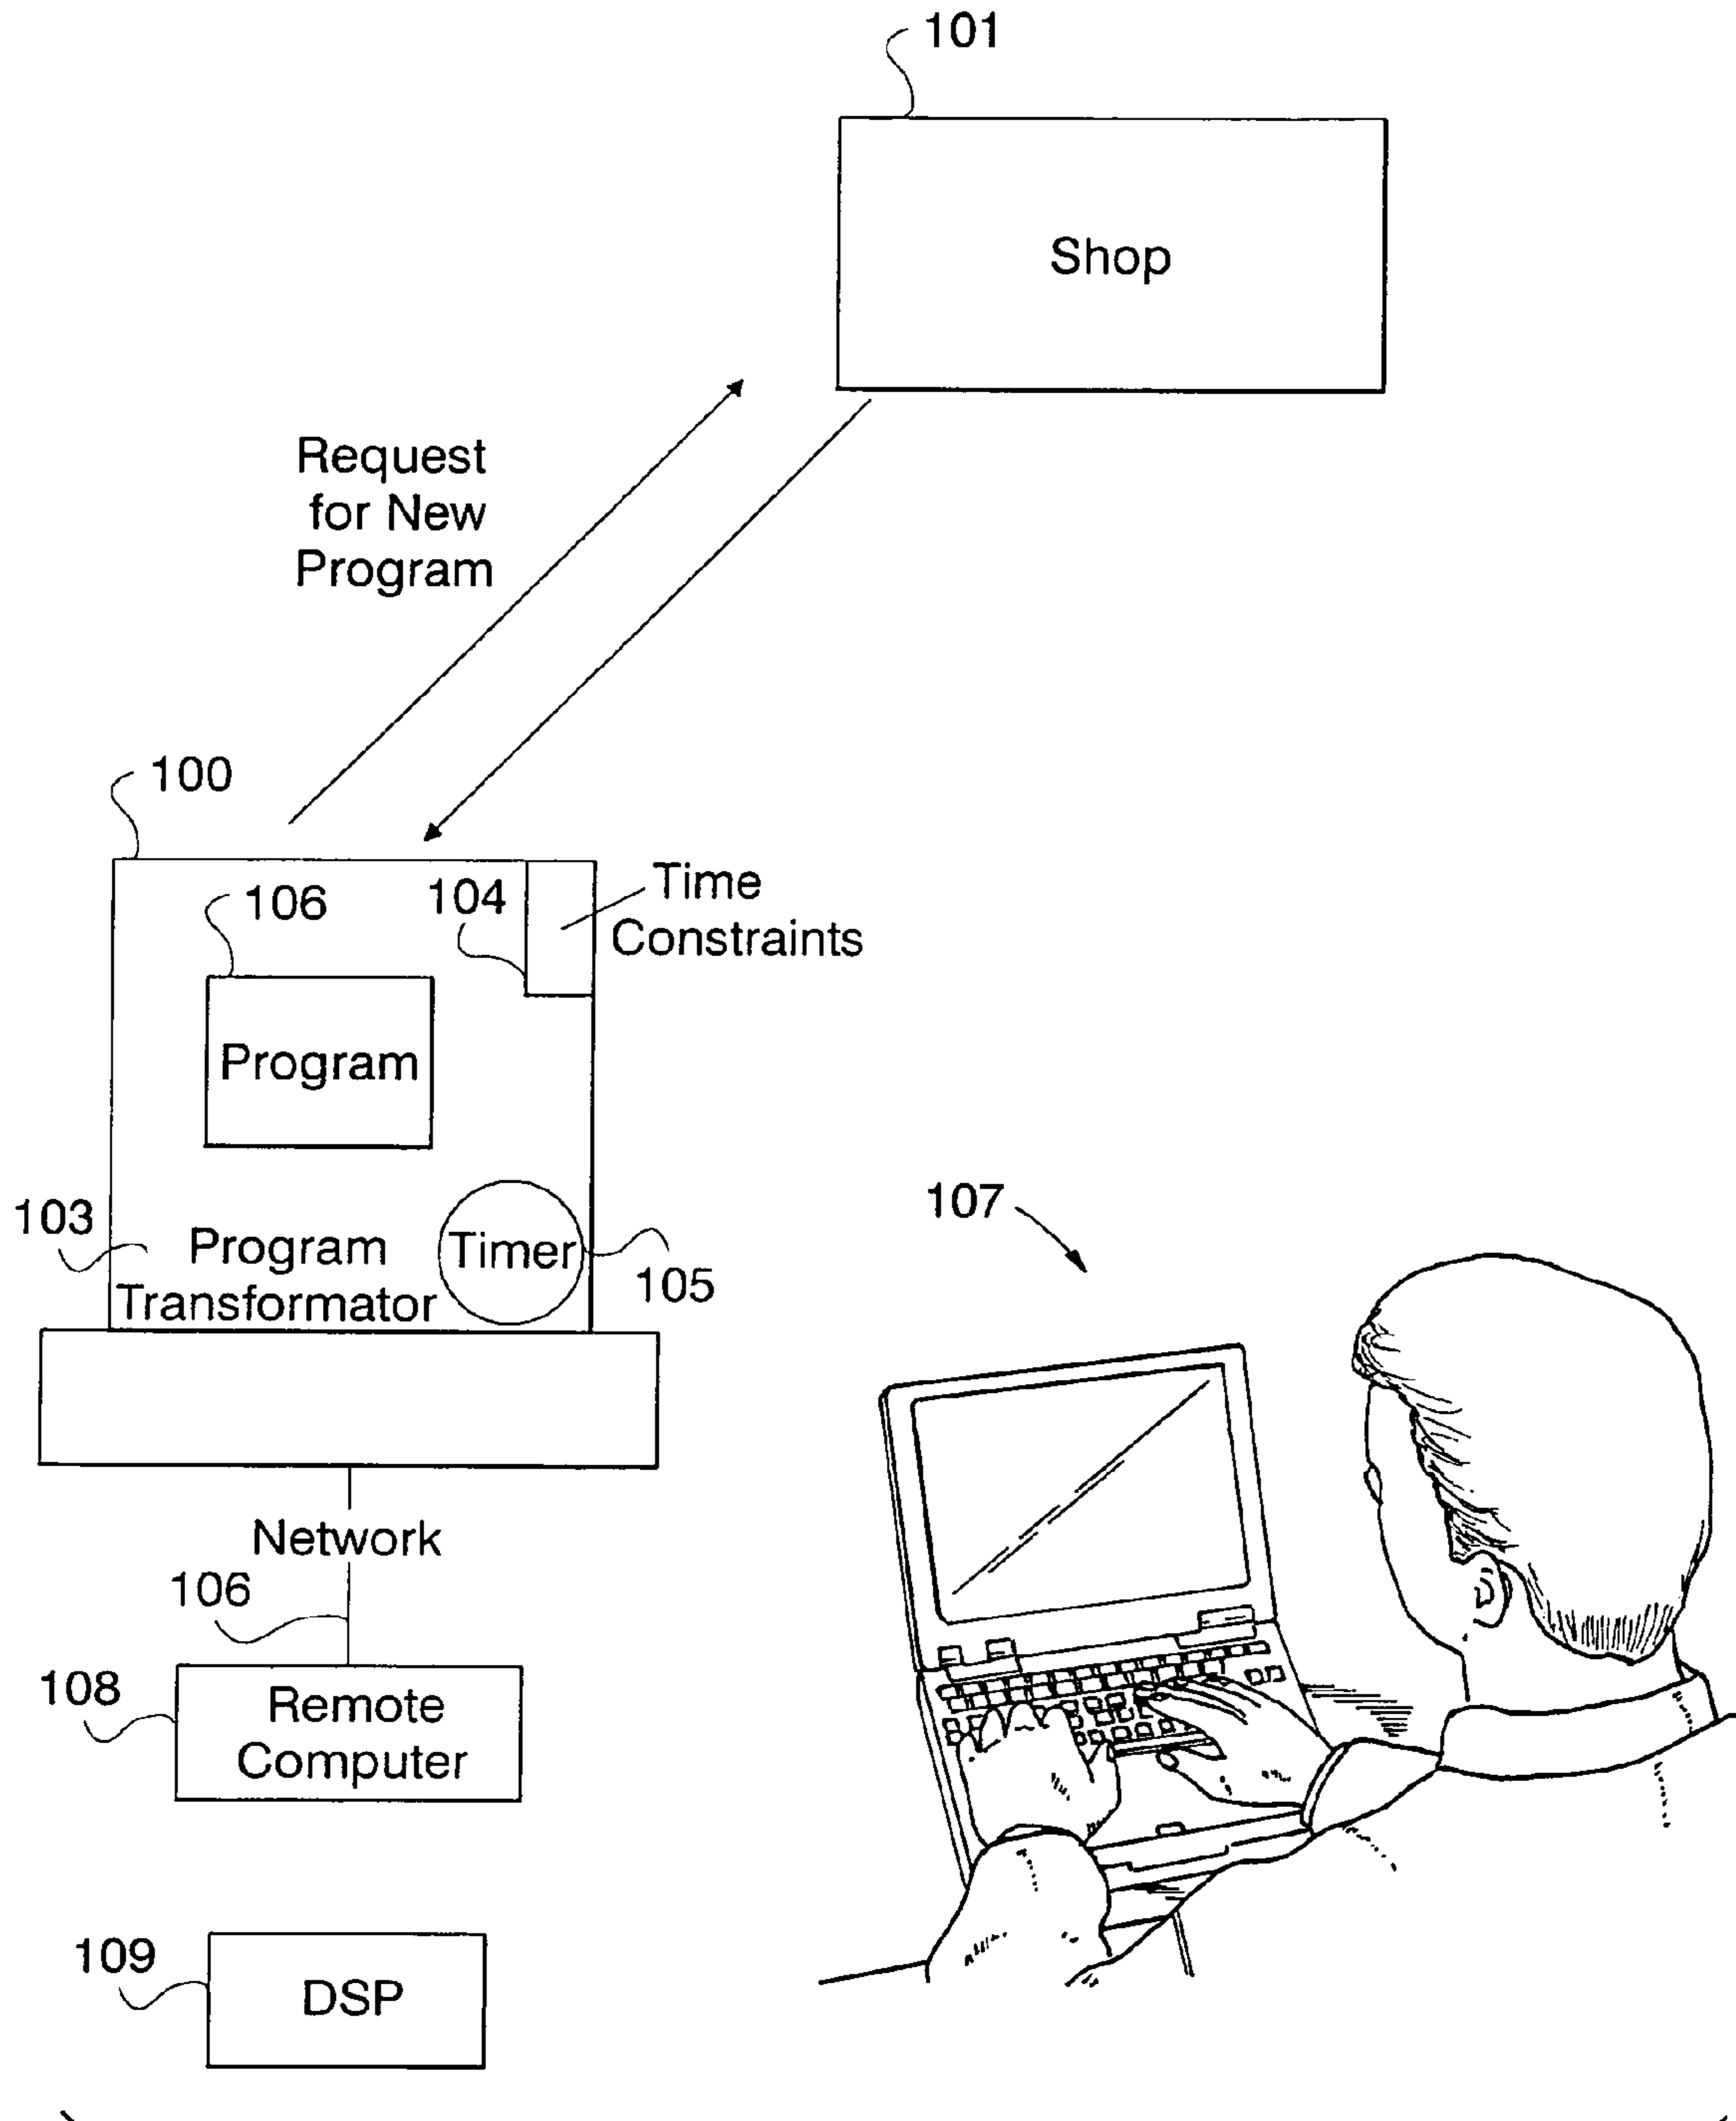 101
Shop
Request
for New
Program
100
106
104
Time
Constraints
Program
103
Program
Transformator
Timer
105
107
Network
106
108
Remote
Computer
109
DSP